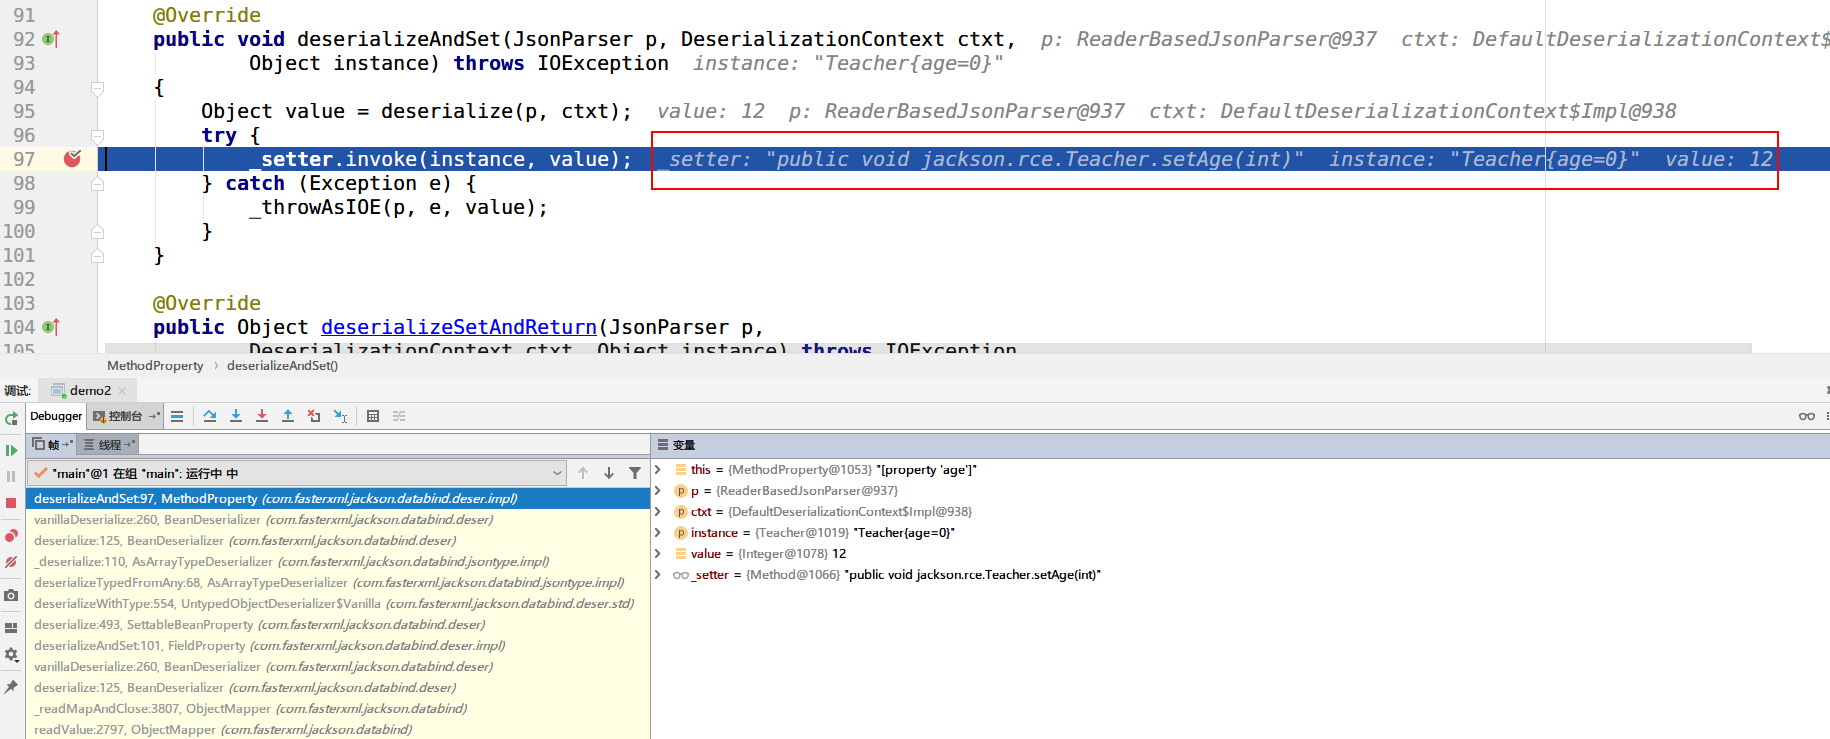 91 @Override
92 public void deserializeAndSet(JsonParser p, DeserializationContext ctxt, p: ReaderBasedJsonParser@937 ctxt: DefaultDeserializationContext$
93 Object instance) throws IOException instance: "Teacher{age=0}"
94 {
95 Object value = deserialize(p, ctxt); value: 12 p: ReaderBasedJsonParser@937 ctxt: DefaultDeserializationContext$Impl@938
96 try {
97 _setter.invoke(instance, value); _setter: "public void jackson.rce.Teacher.setAge(int)" instance: "Teacher{age=0}" value: 12
98 } catch (Exception e) {
99 _throwAsIOE(p, e, value);
100 }
101 }
102
103 @Override
104 public Object deserializeSetAndReturn(JsonParser p,
105 DeserializationContext ctxt, Object instance) throws IOException
MethodProperty > deserializeAndSet()
调试: demo2
Debugger 控制台
帧 线程
"main"@1 在组 "main": 运行中 中
deserializeAndSet:97, MethodProperty (com.fasterxml.jackson.databind.deser.impl)
vanillaDeserialize:260, BeanDeserializer (com.fasterxml.jackson.databind.deser)
deserialize:125, BeanDeserializer (com.fasterxml.jackson.databind.deser)
_deserialize:110, AsArrayTypeDeserializer (com.fasterxml.jackson.databind.jsontype.impl)
deserializeTypedFromAny:68, AsArrayTypeDeserializer (com.fasterxml.jackson.databind.jsontype.impl)
deserializeWithType:554, UntypedObjectDeserializer$Vanilla (com.fasterxml.jackson.databind.deser.std)
deserialize:493, SettableBeanProperty (com.fasterxml.jackson.databind.deser)
deserializeAndSet:101, FieldProperty (com.fasterxml.jackson.databind.deser.impl)
vanillaDeserialize:260, BeanDeserializer (com.fasterxml.jackson.databind.deser)
deserialize:125, BeanDeserializer (com.fasterxml.jackson.databind.deser)
_readMapAndClose:3807, ObjectMapper (com.fasterxml.jackson.databind)
readValue:2797, ObjectMapper (com.fasterxml.jackson.databind)
变量
this = {MethodProperty@1053} "[property 'age']"
p = {ReaderBasedJsonParser@937}
ctxt = {DefaultDeserializationContext$Impl@938}
instance = {Teacher@1019} "Teacher{age=0}"
value = {Integer@1078} 12
_setter = {Method@1066} "public void jackson.rce.Teacher.setAge(int)"